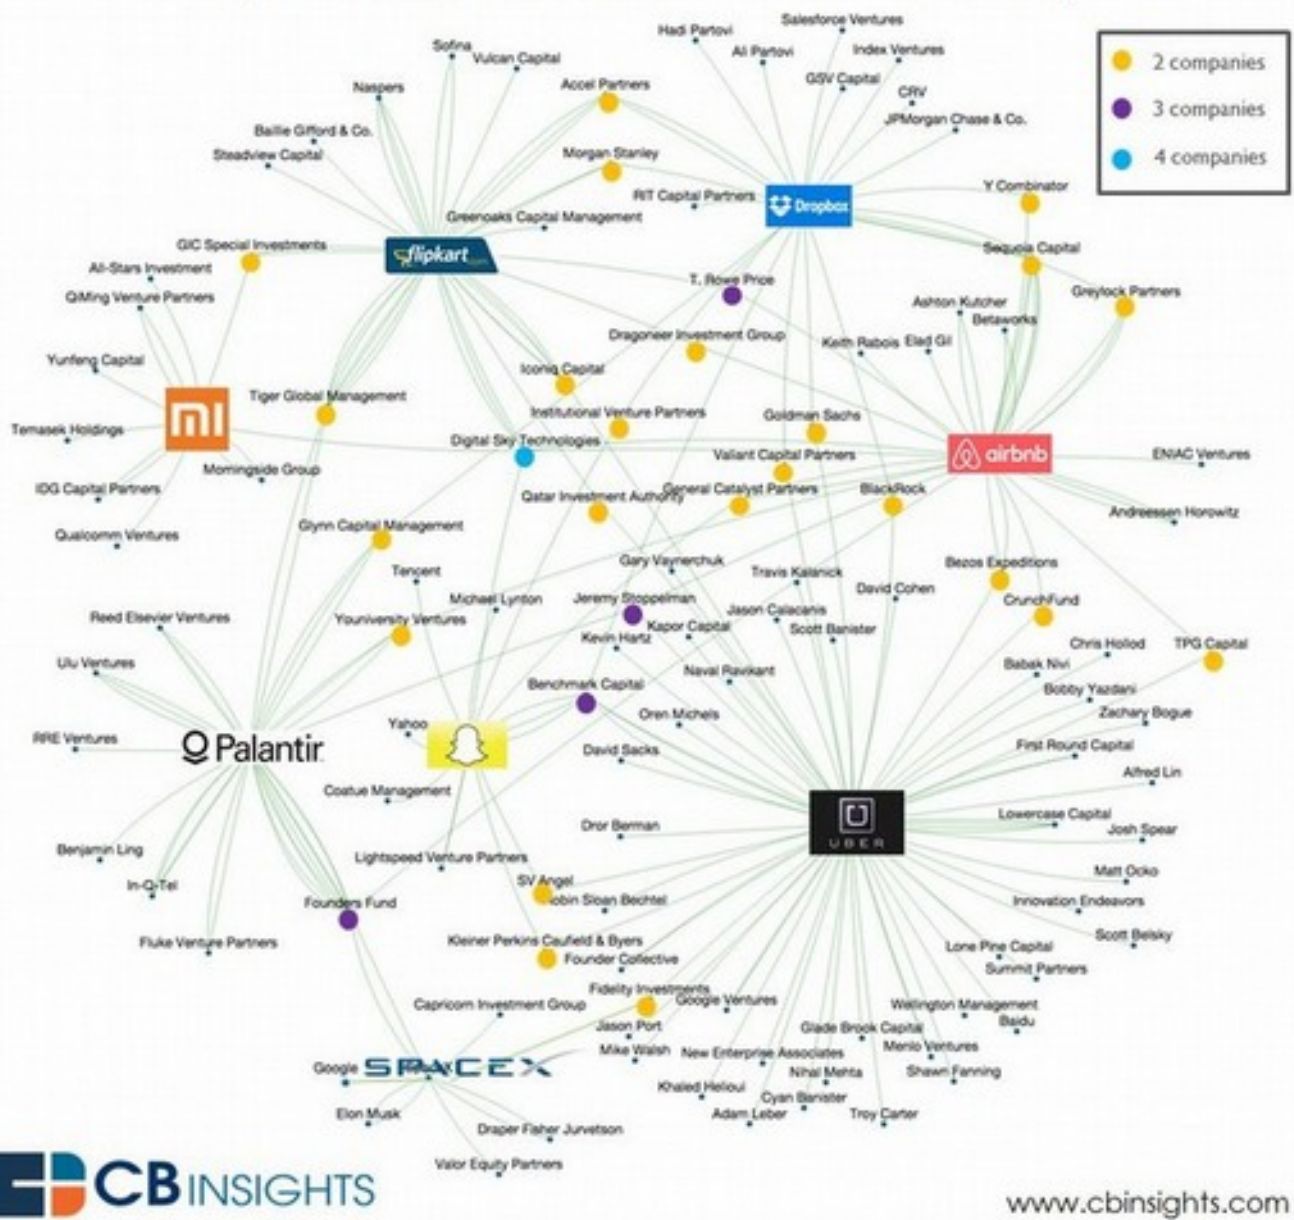 2 companies
3 companies
4 companies
Salesforce Ventures
Hadi Partovi
Sofina
Ali Partovi
Index Ventures
Vulcan Capital
GSV Capital
Naspers
Accel Partners
CRV
JPMorgan Chase & Co.
Baillie Gifford & Co.
Steadview Capital
Morgan Stanley
RIT Capital Partners
Dropbox
Y Combinator
Greenoaks Capital Management
GIC Special Investments
flipkart.com
Sequoia Capital
All-Stars Investment
T. Rowe Price
Greylock Partners
QiMing Venture Partners
Ashton Kutcher
Betaworks
Dragoneer Investment Group
Keith Rabois
Elad Gil
Yunfeng Capital
Iconiq Capital
Tiger Global Management
mi
Institutional Venture Partners
Goldman Sachs
Temasek Holdings
Digital Sky Technologies
Valiant Capital Partners
airbnb
ENIAC Ventures
Morningside Group
IDG Capital Partners
Qatar Investment Authority
General Catalyst Partners
BlackRock
Andreessen Horowitz
Glynn Capital Management
Qualcomm Ventures
Gary Vaynerchuk
Bezos Expeditions
Tencent
Travis Kalanick
David Cohen
Michael Lynton
Jeremy Stoppelman
CrunchFund
Reed Elsevier Ventures
Youniversity Ventures
Jason Calacanis
Kapor Capital
Scott Banister
Kevin Hartz
Chris Hollod
TPG Capital
Ulu Ventures
Naval Ravikant
Babak Nivi
Benchmark Capital
Bobby Yazdani
Oren Michels
Zachary Bogue
Yahoo
RRE Ventures
Palantir
David Sacks
First Round Capital
Alfred Lin
Coatue Management
Lowercase Capital
Dror Berman
Josh Spear
UBER
Benjamin Ling
Lightspeed Venture Partners
Matt Ocko
In-Q-Tel
SV Angel
Robin Sloan Bechtel
Innovation Endeavors
Founders Fund
Scott Belsky
Fluke Venture Partners
Kleiner Perkins Caufield & Byers
Lone Pine Capital
Founder Collective
Summit Partners
Fidelity Investments
Google Ventures
Capricorn Investment Group
Wellington Management
Baidu
Jason Port
Glade Brook Capital
Mike Walsh
New Enterprise Associates
Menlo Ventures
Google
SPACEX
Nihal Mehta
Shawn Fanning
Khaled Helioui
Cyan Banister
Elon Musk
Adam Leber
Troy Carter
Draper Fisher Jurvetson
Valor Equity Partners
CB INSIGHTS
www.cbinsights.com